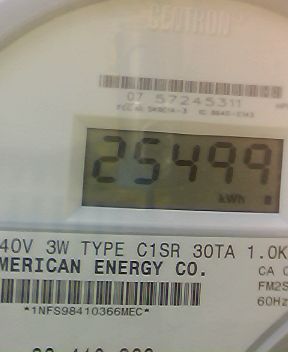 CENTRON
07 57245311
25499
kWh
40V 3W TYPE C1SR 30TA 1.0K
MERICAN ENERGY CO.
CA 0
FM2S
60Hz
*1NFS98410366MEC*